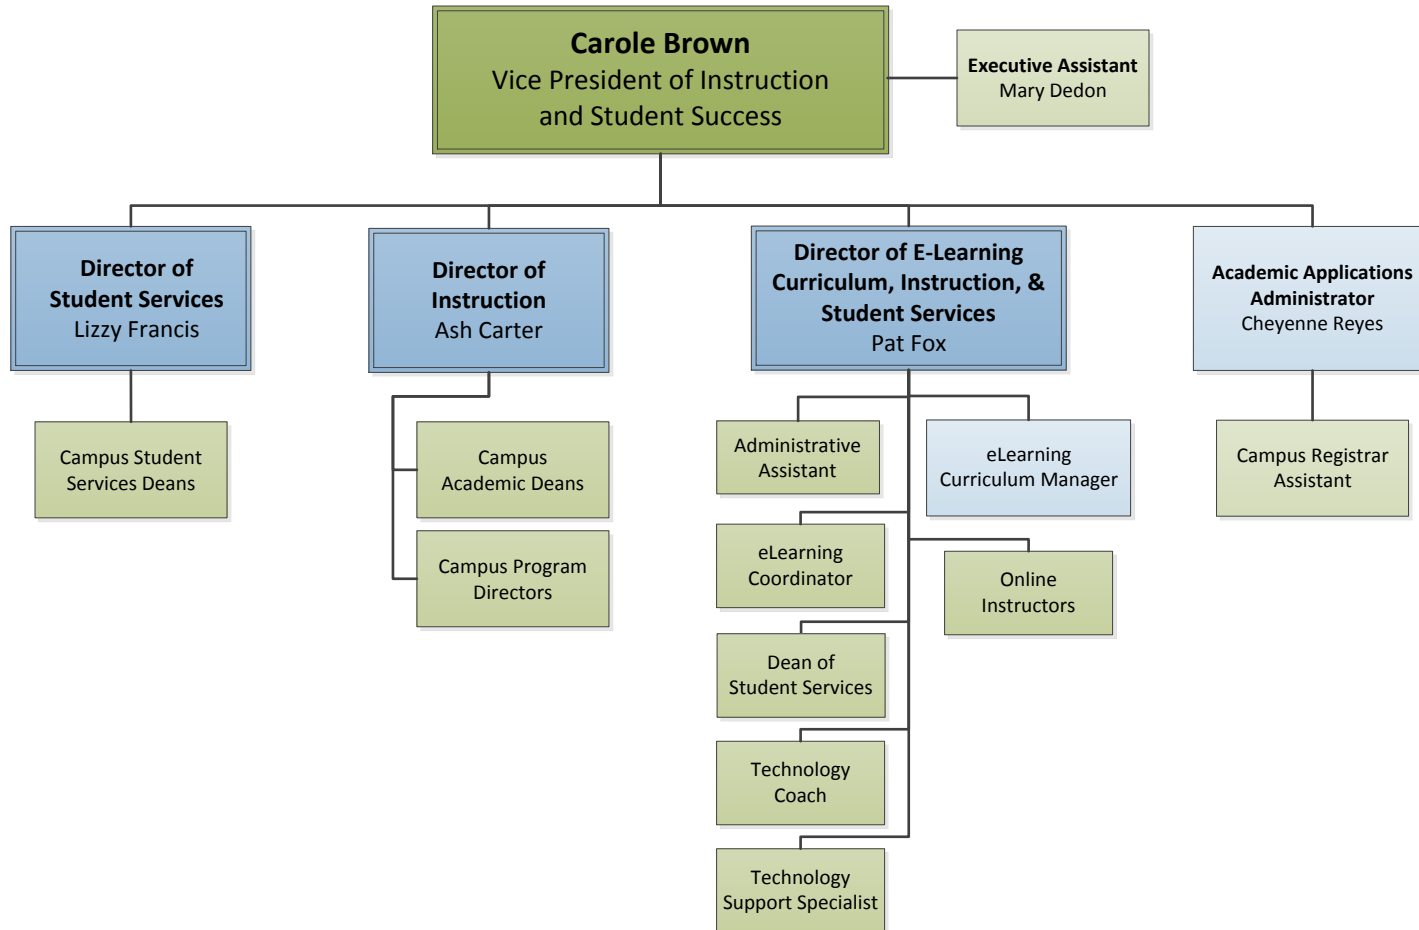 Carole Brown
Vice President of Instruction
and Student Success
Executive Assistant
Mary Dedon
Director of
Student Services
Lizzy Francis
Director of
Instruction
Ash Carter
Director of E-Learning
Curriculum, Instruction, &
Student Services
Pat Fox
Academic Applications
Administrator
Cheyenne Reyes
Campus Student
Services Deans
Campus
Academic Deans
Campus Program
Directors
Administrative
Assistant
eLearning
Curriculum Manager
eLearning
Coordinator
Online
Instructors
Dean of
Student Services
Technology
Coach
Technology
Support Specialist
Campus Registrar
Assistant